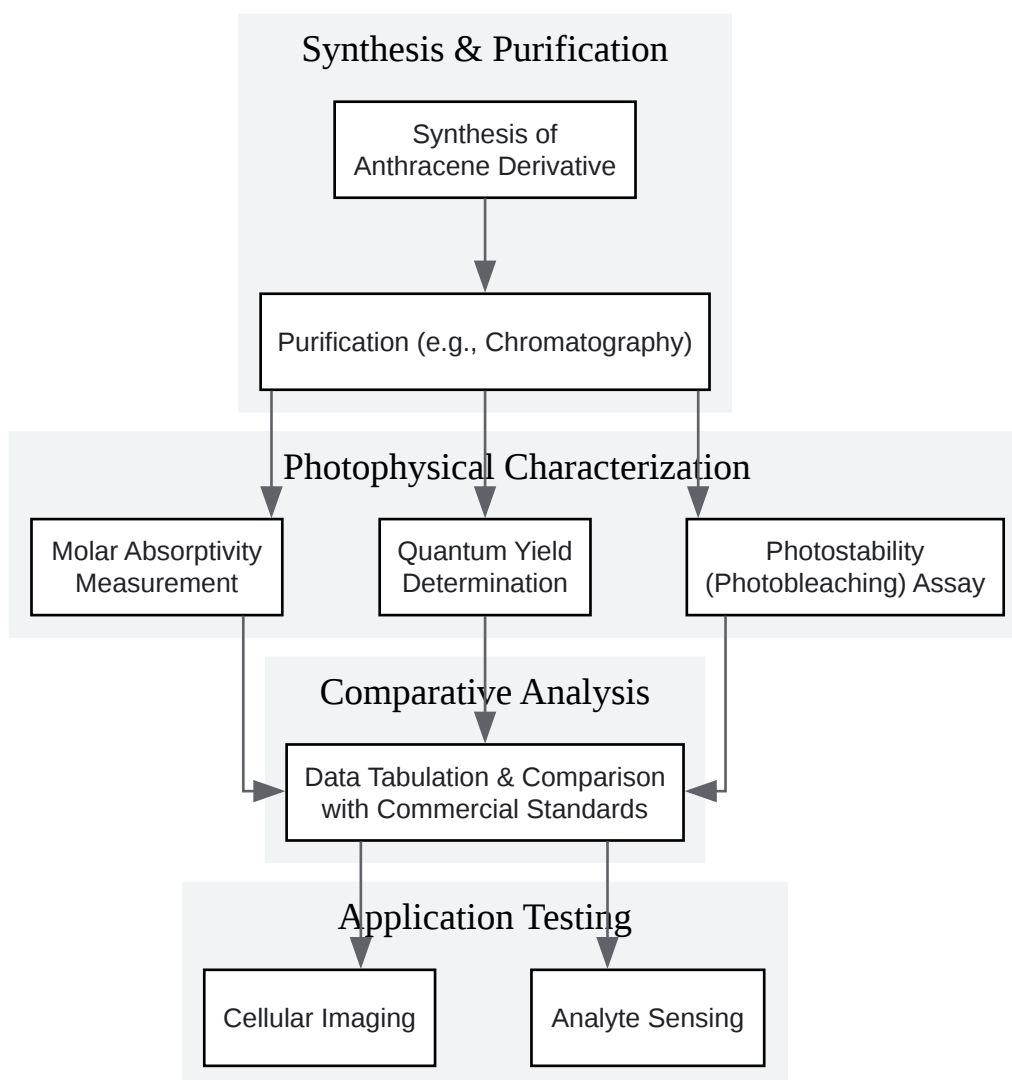 Synthesis & Purification
Synthesis of
Anthracene Derivative
Purification (e.g., Chromatography)
Photophysical Characterization
Molar Absorptivity
Measurement
Quantum Yield
Determination
Photostability
(Photobleaching) Assay
Comparative Analysis
Data Tabulation & Comparison
with Commercial Standards
Application Testing
Cellular Imaging
Analyte Sensing